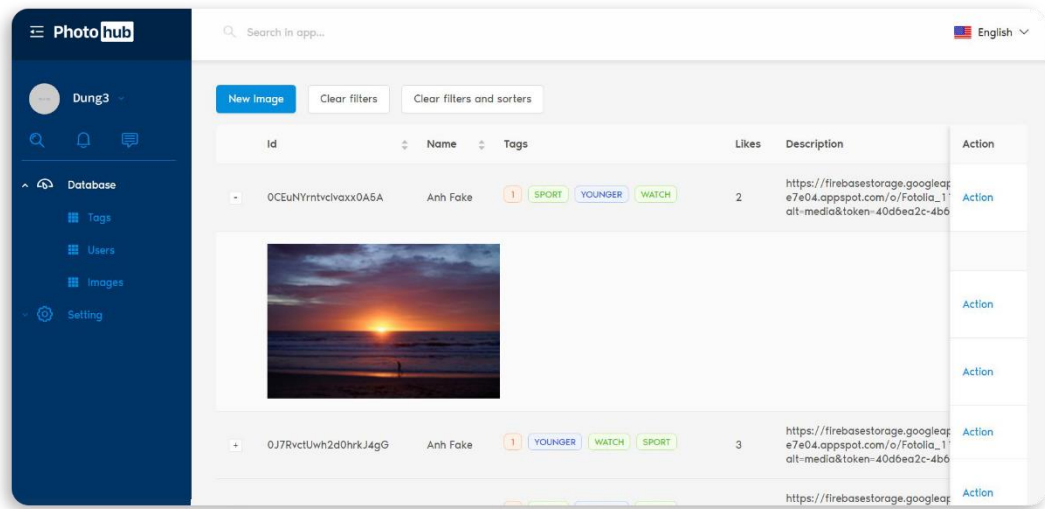 Photo hub
Search in app...
English
Dung3
New Image
Clear filters
Clear filters and sorters
Id
Name
Tags
Likes
Description
Action
Database
Tags
Users
Images
Setting
- 0CEuNYrntvclvaxx0A5A Anh Fake 1 SPORT YOUNGER WATCH 2
https://firebasestorage.googleap
e7e04.appspot.com/o/Fotolia_11
alt=media&token=40d6ea2c-4b6
Action
Action
Action
+ 0J7RvctUwh2d0hrkJ4gG Anh Fake 1 YOUNGER WATCH SPORT 3
https://firebasestorage.googleap
e7e04.appspot.com/o/Fotolia_11
alt=media&token=40d6ea2c-4b6
Action
https://firebasestorage.googleap
Action